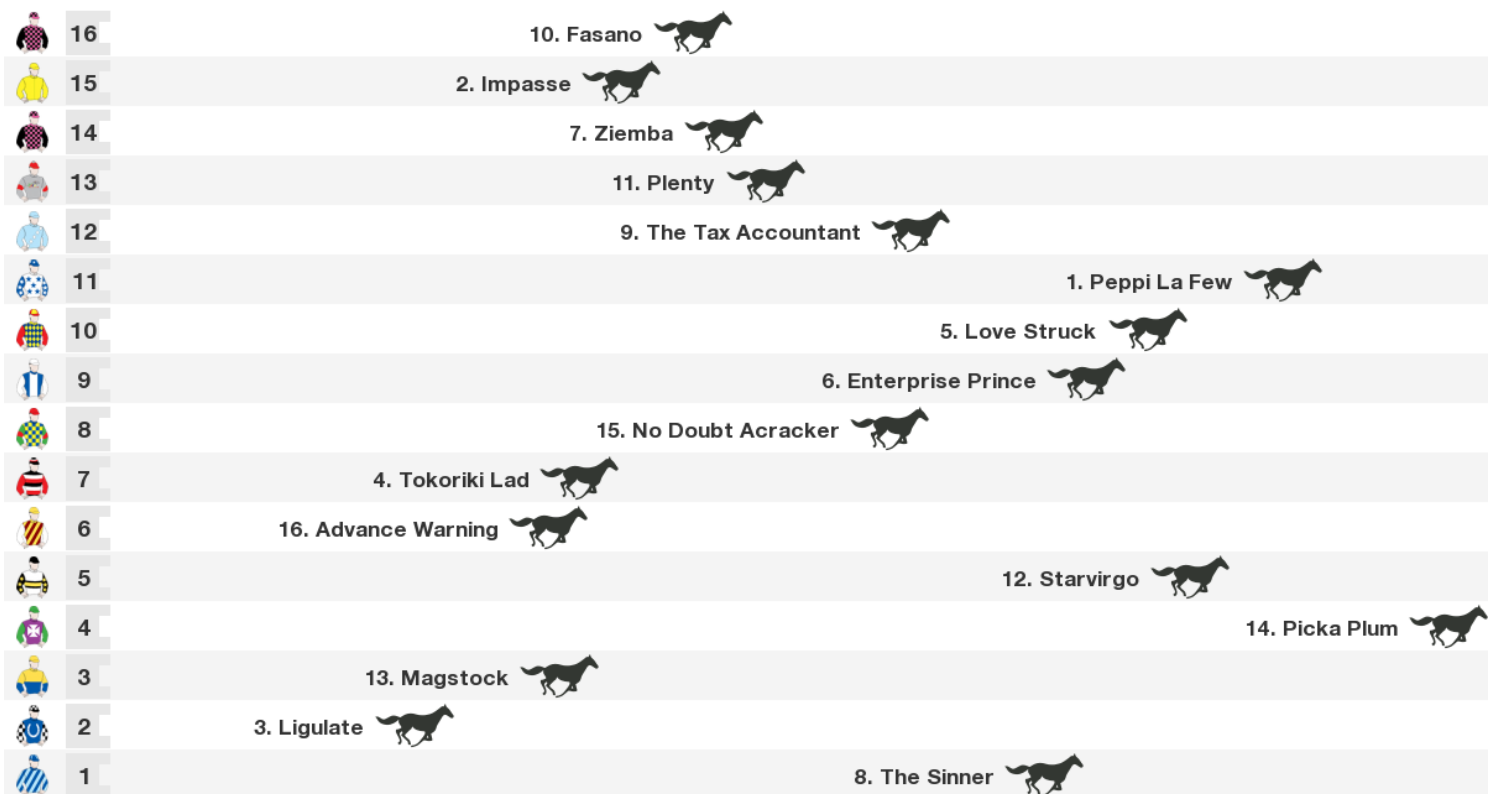 16 10. Fasano
15 2. Impasse
14 7. Ziemba
13 11. Plenty
12 9. The Tax Accountant
11 1. Peppi La Few
10 5. Love Struck
9 6. Enterprise Prince
8 15. No Doubt Acracker
7 4. Tokoriki Lad
6 16. Advance Warning
5 12. Starvirgo
4 14. Picka Plum
3 13. Magstock
2 3. Ligulate
1 8. The Sinner